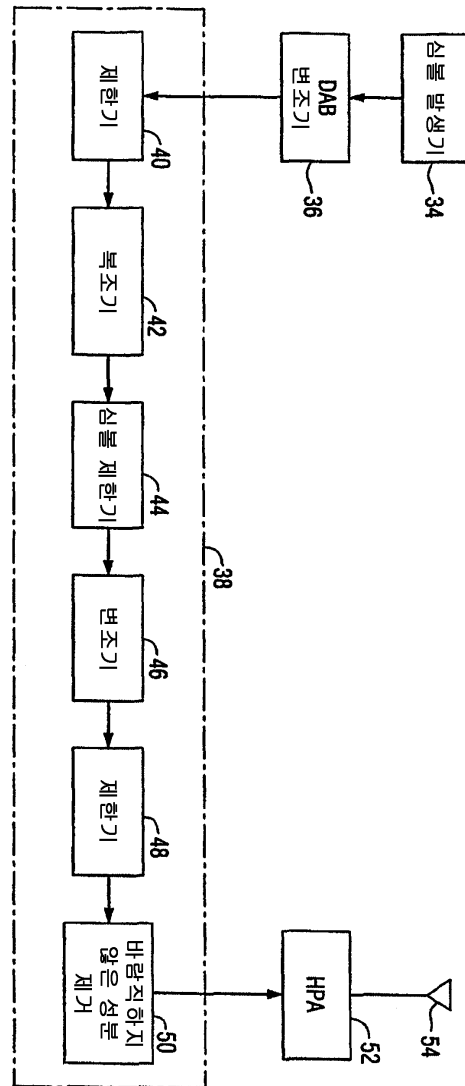 심볼 발생기
34
DAB
변조기
36
38
제한기
40
복조기
42
심볼 제한기
44
변조기
46
제한기
48
바람직하지
않은 성분
제거
50
HPA
52
54